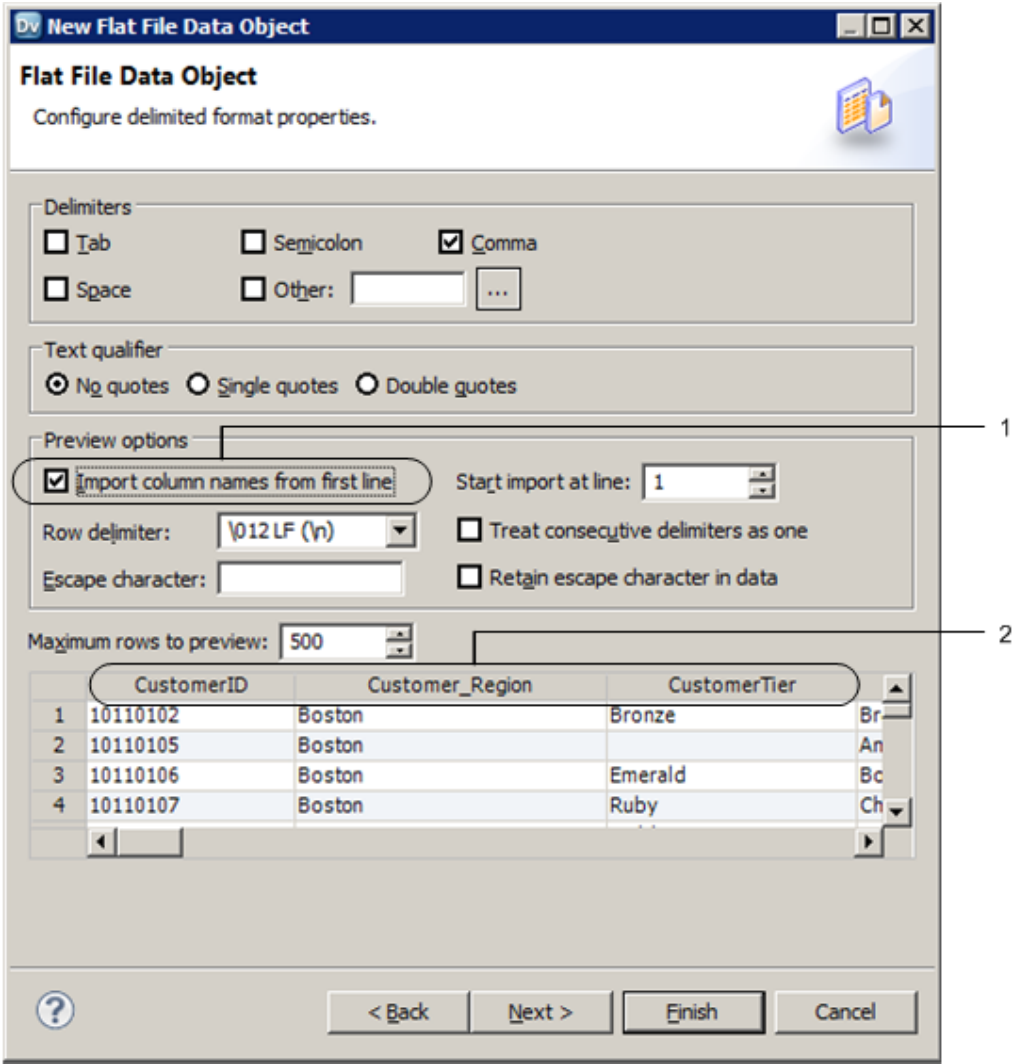 Dv New Flat File Data Object
Flat File Data Object
Configure delimited format properties.
Delimiters
Tab Semicolon Comma
Space Other: ...
Text qualifier
No quotes Single quotes Double quotes
1
Preview options
Import column names from first line Start import at line: 1
Row delimiter: \012 LF (\n) Treat consecutive delimiters as one
Escape character: Retain escape character in data
Maximum rows to preview: 500
2
CustomerID Customer_Region CustomerTier
1 10110102 Boston Bronze Br
2 10110105 Boston An
3 10110106 Boston Emerald Bo
4 10110107 Boston Ruby Ch
? < Back Next > Finish Cancel